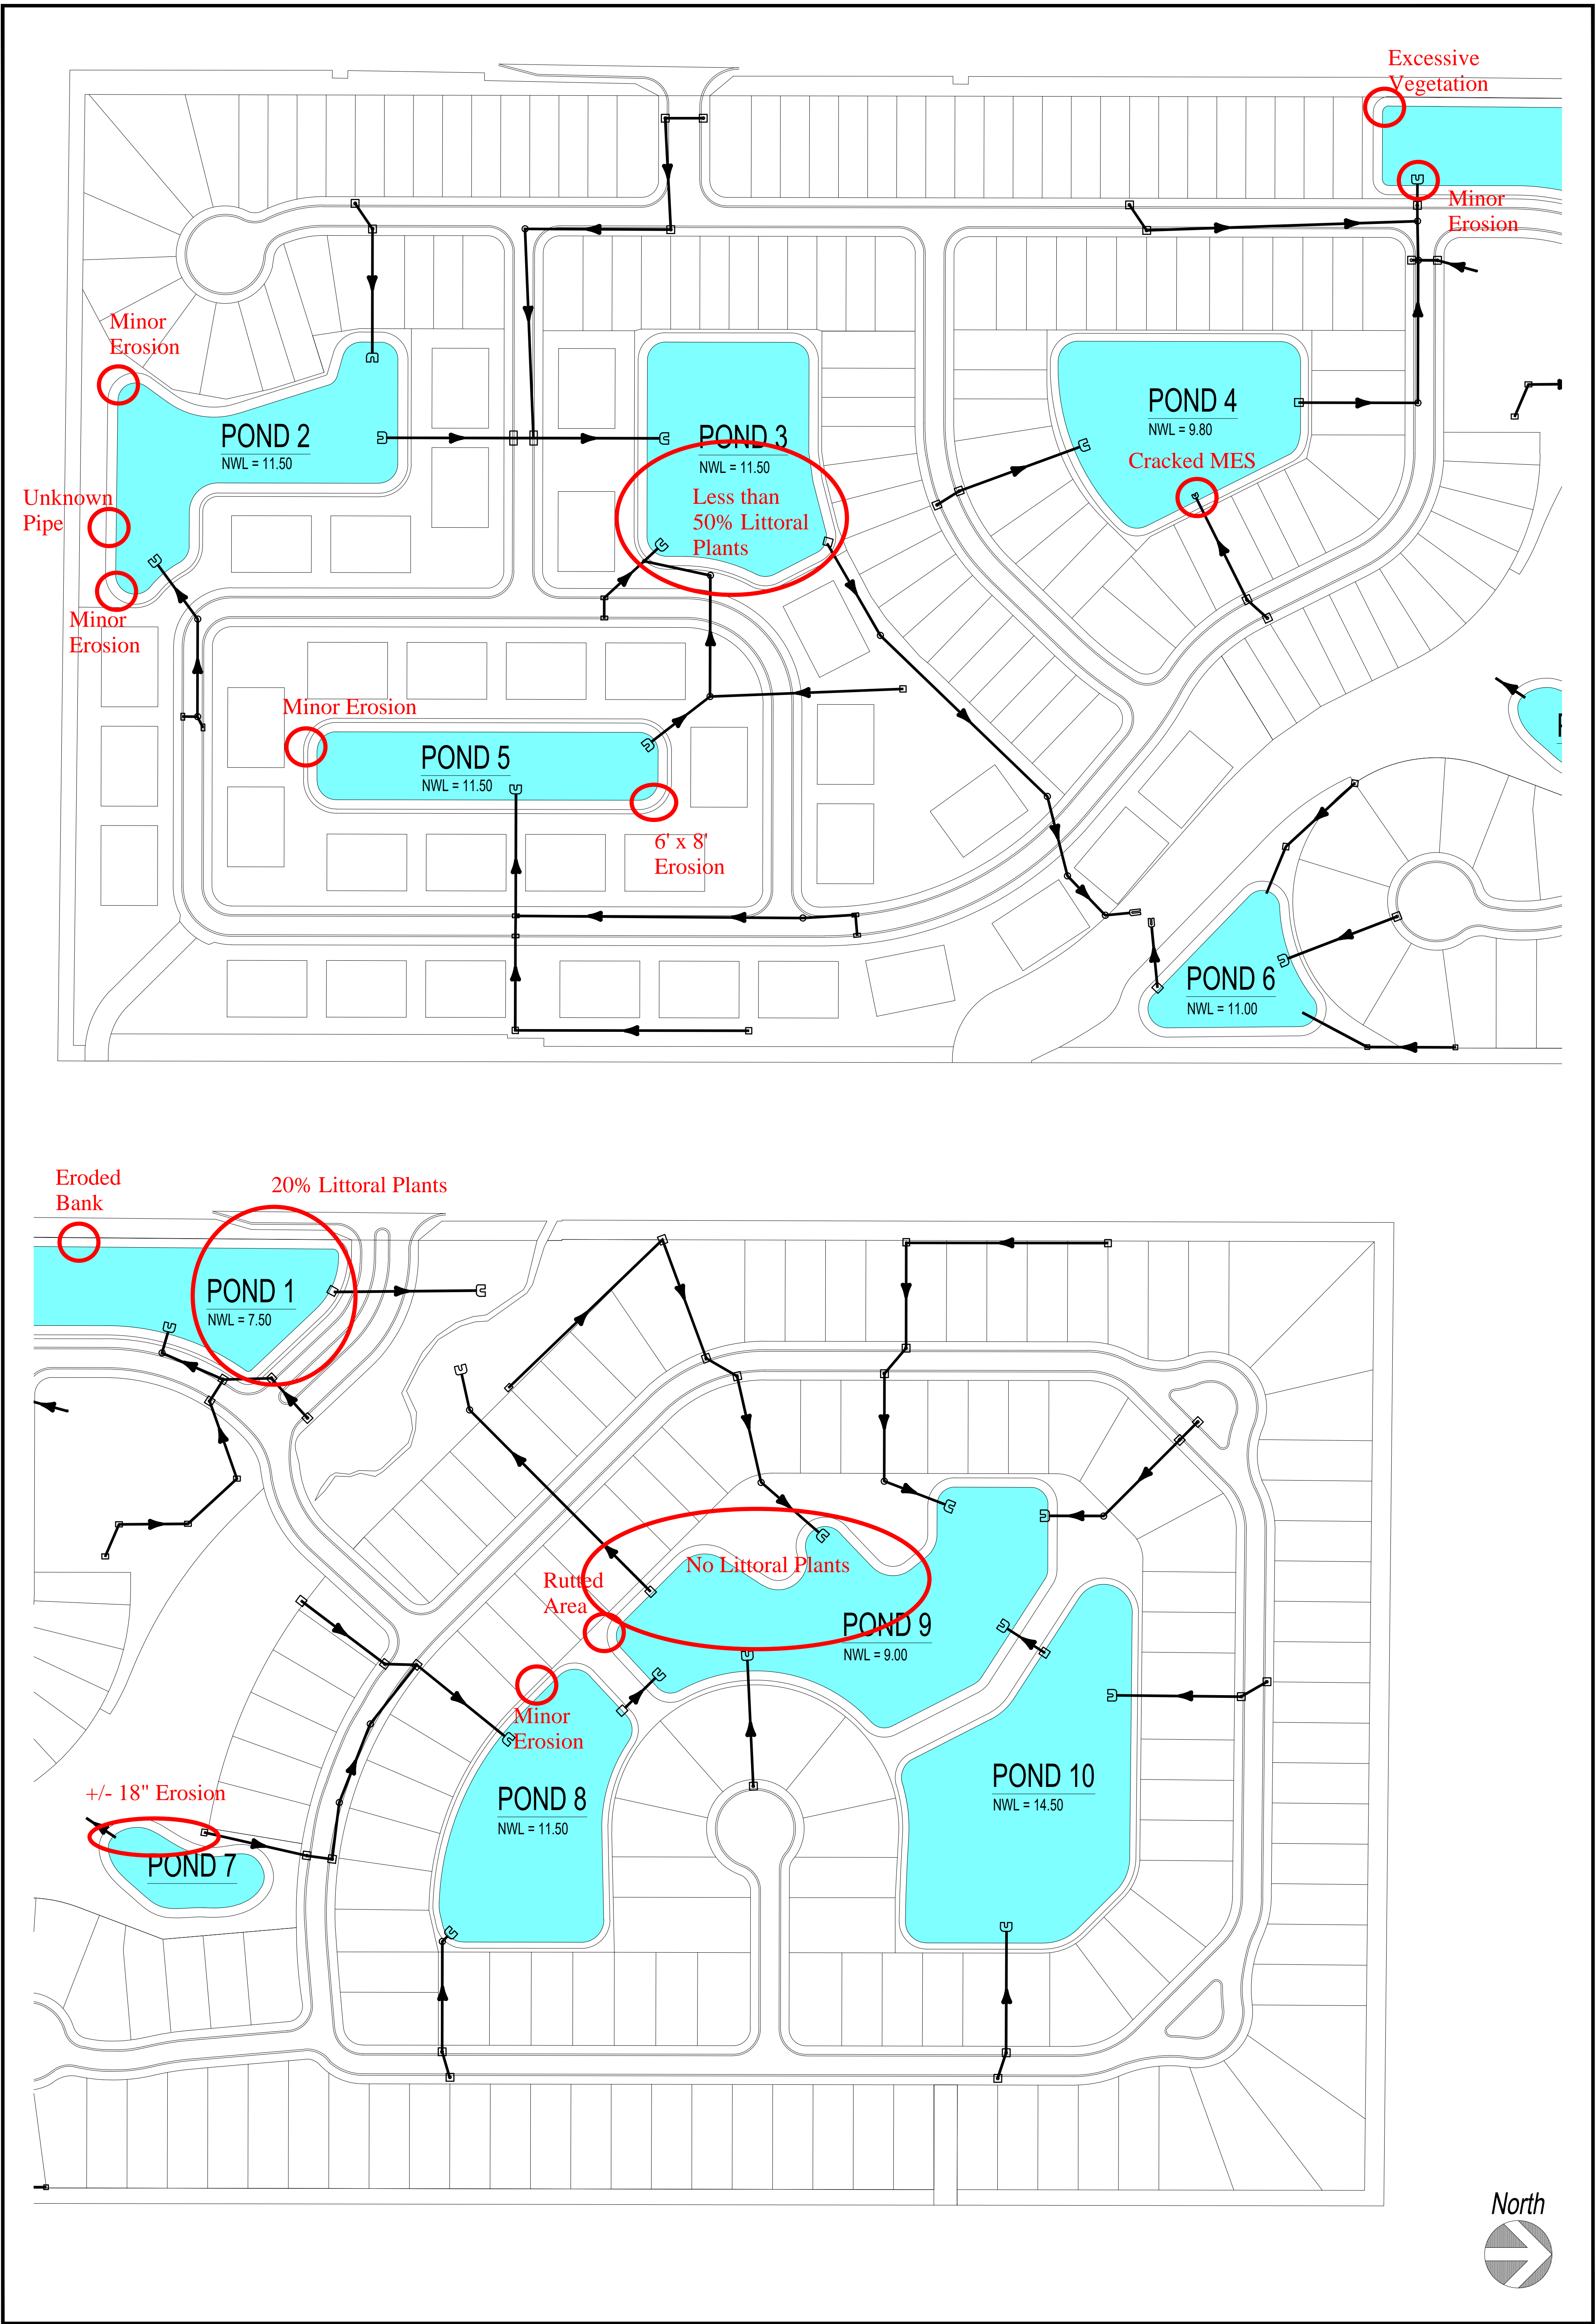 Excessive
Vegetation
Minor
Erosion
Minor
Erosion
POND 2
NWL = 11.50
POND 3
NWL = 11.50
Less than
50% Littoral
Plants
POND 4
NWL = 9.80
Cracked MES
Unknown
Pipe
Minor
Erosion
Minor Erosion
POND 5
NWL = 11.50
6' x 8'
Erosion
POND 6
NWL = 11.00
Eroded
Bank
20% Littoral Plants
POND 1
NWL = 7.50
No Littoral Plants
Rutted
Area
POND 9
NWL = 9.00
Minor
Erosion
POND 8
NWL = 11.50
POND 10
NWL = 14.50
+/- 18" Erosion
POND 7
North